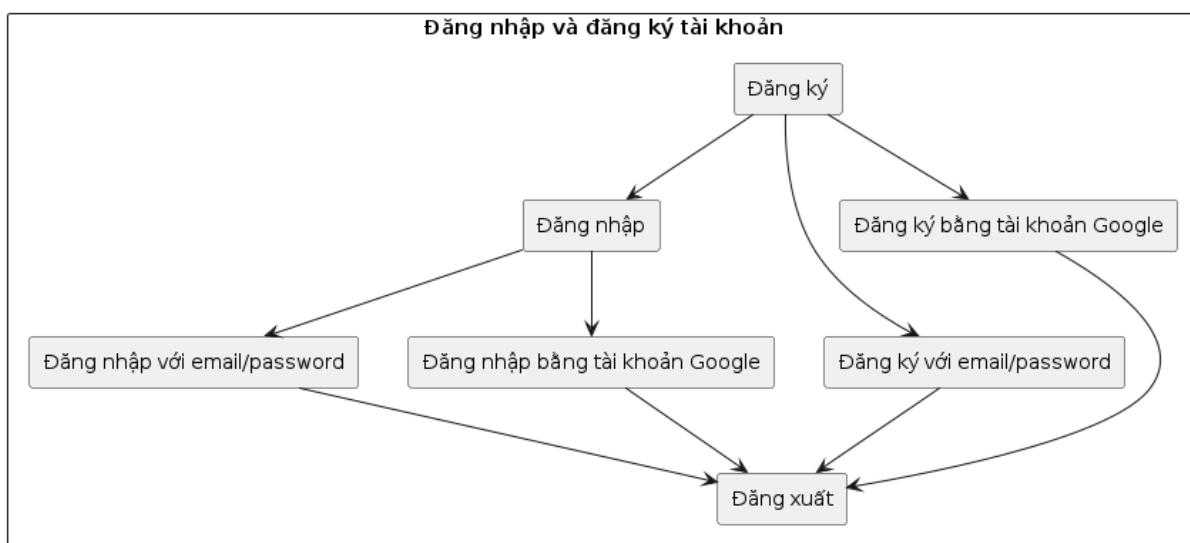 Đăng nhập và đăng ký tài khoản
Đăng ký
Đăng nhập
Đăng ký bằng tài khoản Google
Đăng nhập với email/password
Đăng nhập bằng tài khoản Google
Đăng ký với email/password
Đăng xuất